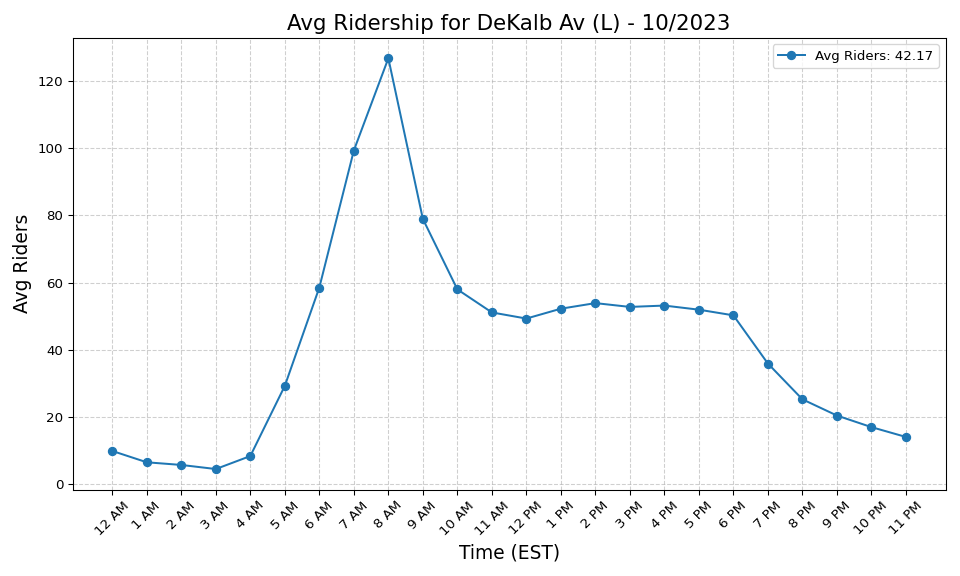 Avg Ridership for DeKalb Av (L) - 10/2023
Avg Riders: 42.17
Avg Riders
120
100
80
60
40
20
0
12 AM
1 AM
2 AM
3 AM
4 AM
5 AM
6 AM
7 AM
8 AM
9 AM
10 AM
11 AM
12 PM
1 PM
2 PM
3 PM
4 PM
5 PM
6 PM
7 PM
8 PM
9 PM
10 PM
11 PM
Time (EST)